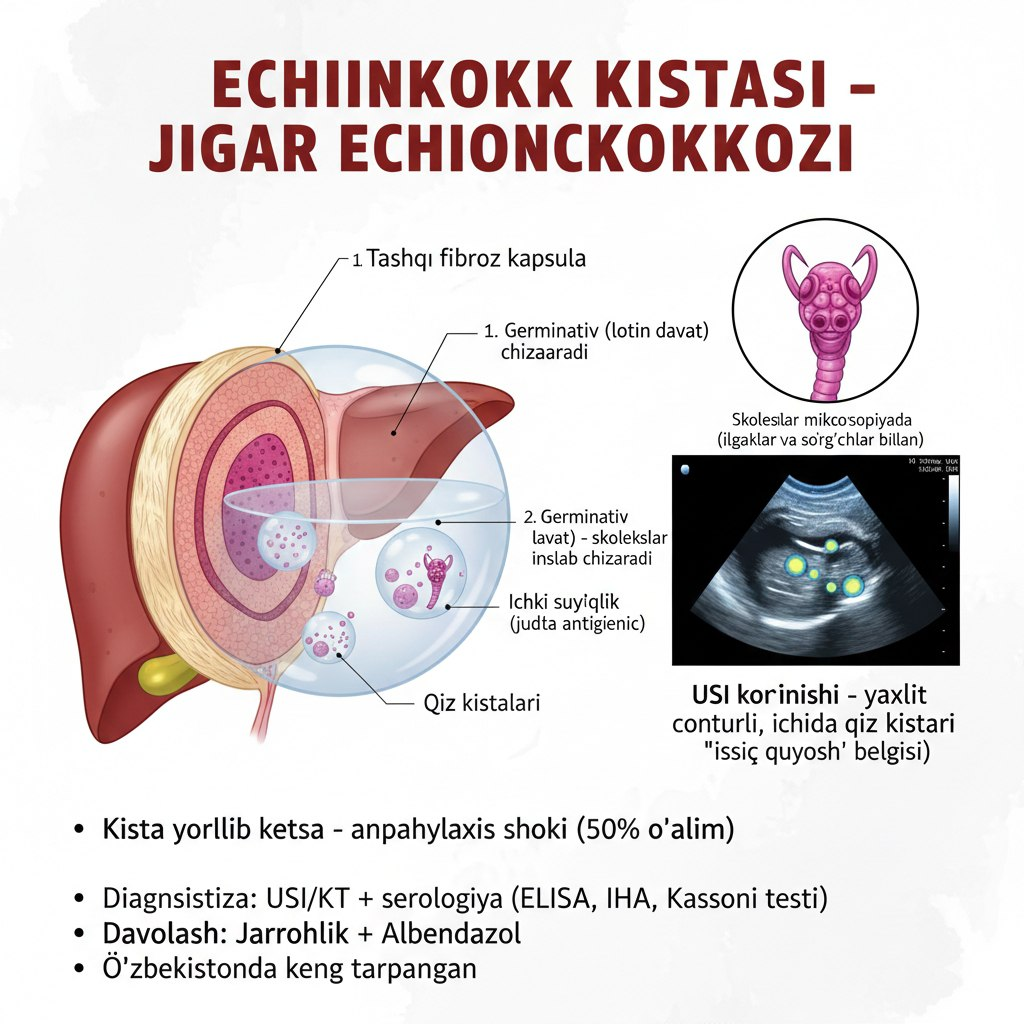 ECHIINKOKK KISTASI –
JIGAR ECHIONCKOKKOZI
1 Tashqı fibroz kapsula
1. Germinativ (lotin davat)
chizaaradi
Skoleslar mikcosopiyada
(ilgaklar va so'rg'chlar billan)
2. Germinativ
lavat) - skolekslar
inslab chizaradi
Ichki suyiqlik
(judta antigienic)
Qiz kistalari
USI korinishi - yaxlit
conturli, ichida qiz kistari
"issiç quyosh' belgisi)
• Kista yorllib ketsa - anpahylaxis shoki (50% o'alim)
• Diagnsistiza: USI/KT + serologiya (ELISA, IHA, Kassoni testi)
• Davolash: Jarrohlik + Albendazol
• Ö'zbekistonda keng tarpangan